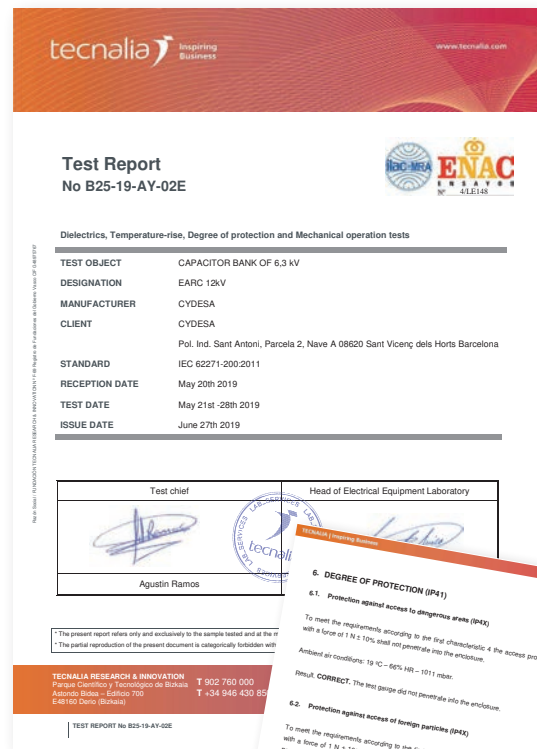 tecnalia
Inspiring
Business
www.tecnalia.com
Test Report
No B25-19-AY-02E
ilac-MRA
ENAC
ENSAYOS
Nº 4/LE148
Dielectrics, Temperature-rise, Degree of protection and Mechanical operation tests
TEST OBJECT CAPACITOR BANK OF 6,3 kV
DESIGNATION EARC 12kV
MANUFACTURER CYDESA
CLIENT CYDESA
Pol. Ind. Sant Antoni, Parcela 2, Nave A 08620 Sant Vicenç dels Horts Barcelona
STANDARD IEC 62271-200:2011
RECEPTION DATE May 20th 2019
TEST DATE May 21st -28th 2019
ISSUE DATE June 27th 2019
Test chief Head of Electrical Equipment Laboratory
LAB_SERVICES
tecnali
Agustin Ramos
* The present report refers only and exclusively to the sample tested and at the m
* The partial reproduction of the present document is categorically forbidden with
TECNALIA RESEARCH & INNOVATION
Parque Científico y Tecnológico de Bizkaia
Astondo Bidea – Edificio 700
E48160 Derio (Bizkaia)
T 902 760 000
T +34 946 430 850
TEST REPORT No B25-19-AY-02E
TECNALIA | Inspiring Business
6. DEGREE OF PROTECTION (IP41)
6.1. Protection against access to dangerous areas (IP4X)
To meet the requirements according to the first characteristic 4 the access pro
with a force of 1 N ± 10% shall not penetrate into the enclosure.
Ambient air conditions: 19 ºC – 66% HR – 1011 mbar.
Result. CORRECT. The test gauge did not penetrate into the enclosure.
6.2. Protection against access of foreign particles (IP4X)
To meet the requirements according to the
with a force of 1 N ±